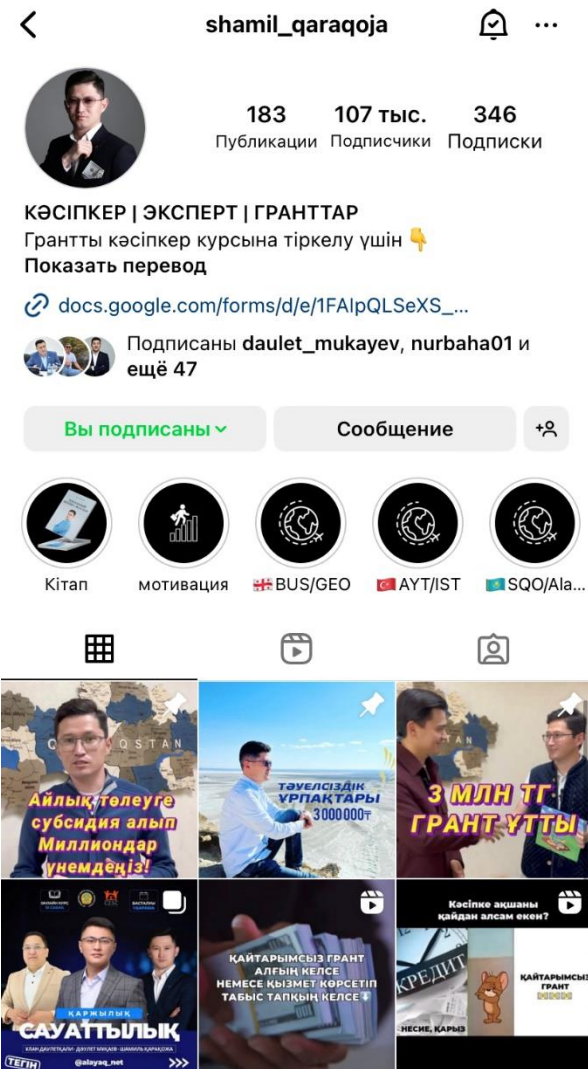 shamil_qaraqoja
183
107 тыс.
346
Публикации
Подписчики
Подписки
КӘСІПКЕР | ЭКСПЕРТ | ГРАНТТАР
Грантты кәсіпкер курсына тіркелу үшін 👇
Показать перевод
docs.google.com/forms/d/e/1FAIpQLSeXS_...
Подписаны daulet_mukayev, nurbaha01 и
ещё 47
Вы подписаны
Сообщение
Кітап
мотивация
🇬🇪BUS/GEO
🇹🇷AYT/IST
🇰🇿SQO/Ala...
Айлық төлеуге
субсидия алып
Миллиондар
үнемдеңіз!
ТӘУЕЛСІЗДІК
ҰРПАҚТАРЫ
3 000 000₸
3 МЛН ТГ
ГРАНТ ҰТТЫ
ҚАРЖЫЛЫҚ
САУАТТЫЛЫҚ
ТЕГІН
@alayaq_net
>>>
ҚАЙТАРЫМСЫЗ ГРАНТ
АЛҒЫҢ КЕЛСЕ
НЕМЕСЕ ҚЫЗМЕТ КӨРСЕТІП
ТАБЫС ТАПҚЫҢ КЕЛСЕ
Кәсіпке ақшаны
қайдан алсам екен?
КРЕДИТ
НЕСИЕ, ҚАРЫЗ
ҚАЙТАРЫМСЫЗ
ГРАНТ